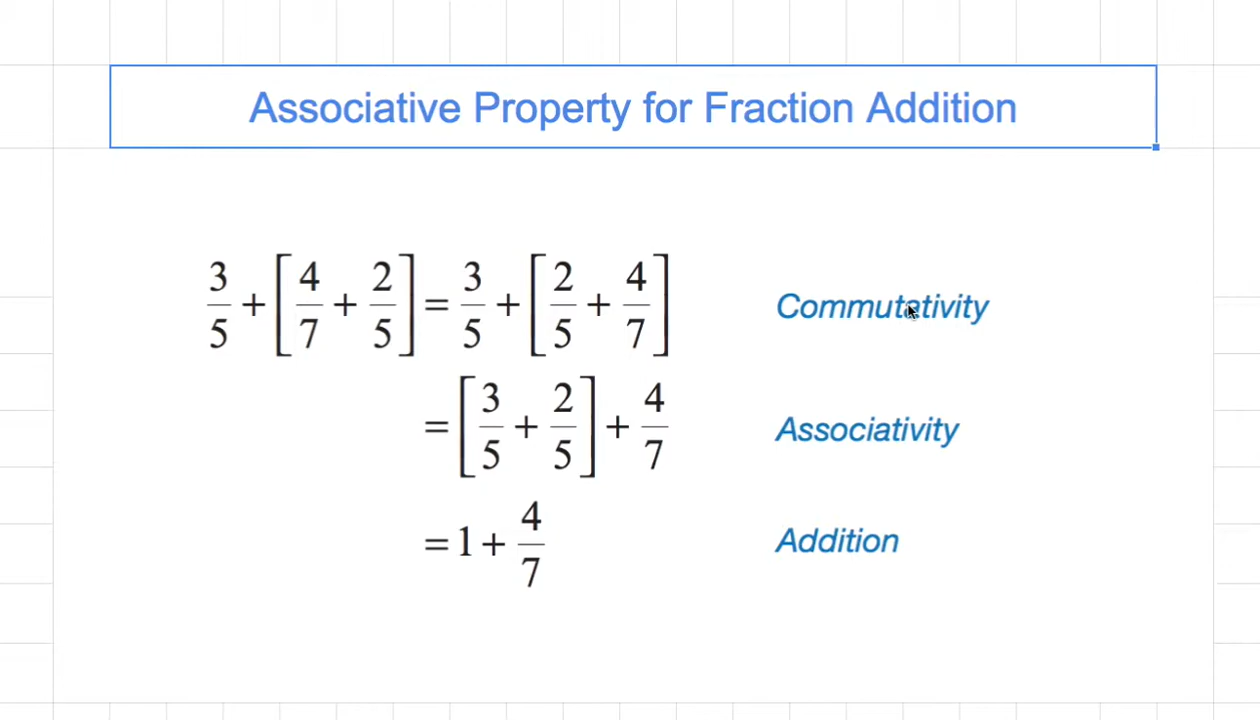 Associative Property for Fraction Addition
3/5 + [4/7 + 2/5] = 3/5 + [2/5 + 4/7] Commutativity
= [3/5 + 2/5] + 4/7 Associativity
= 1 + 4/7 Addition